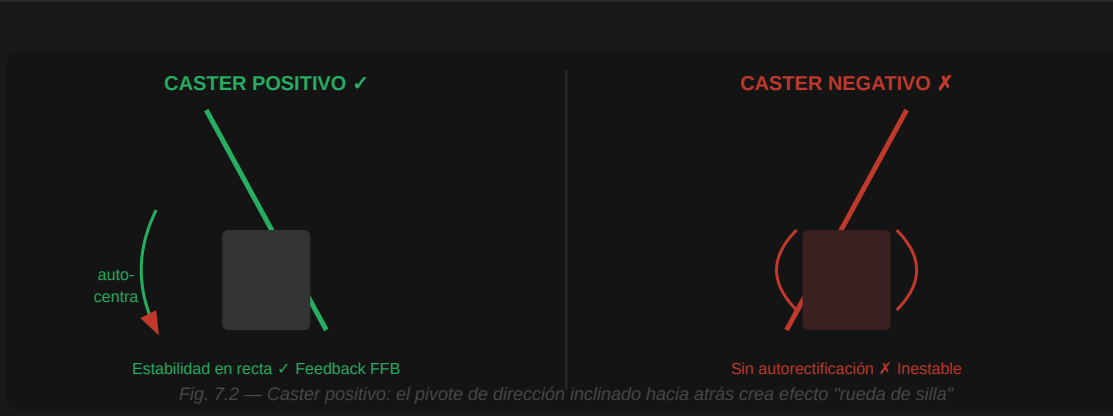 CASTER POSITIVO ✓
CASTER NEGATIVO ✗
auto-
centra
Estabilidad en recta ✓ Feedback FFB
Sin autorectificación ✗ Inestable
Fig. 7.2 — Caster positivo: el pivote de dirección inclinado hacia atrás crea efecto "rueda de silla"